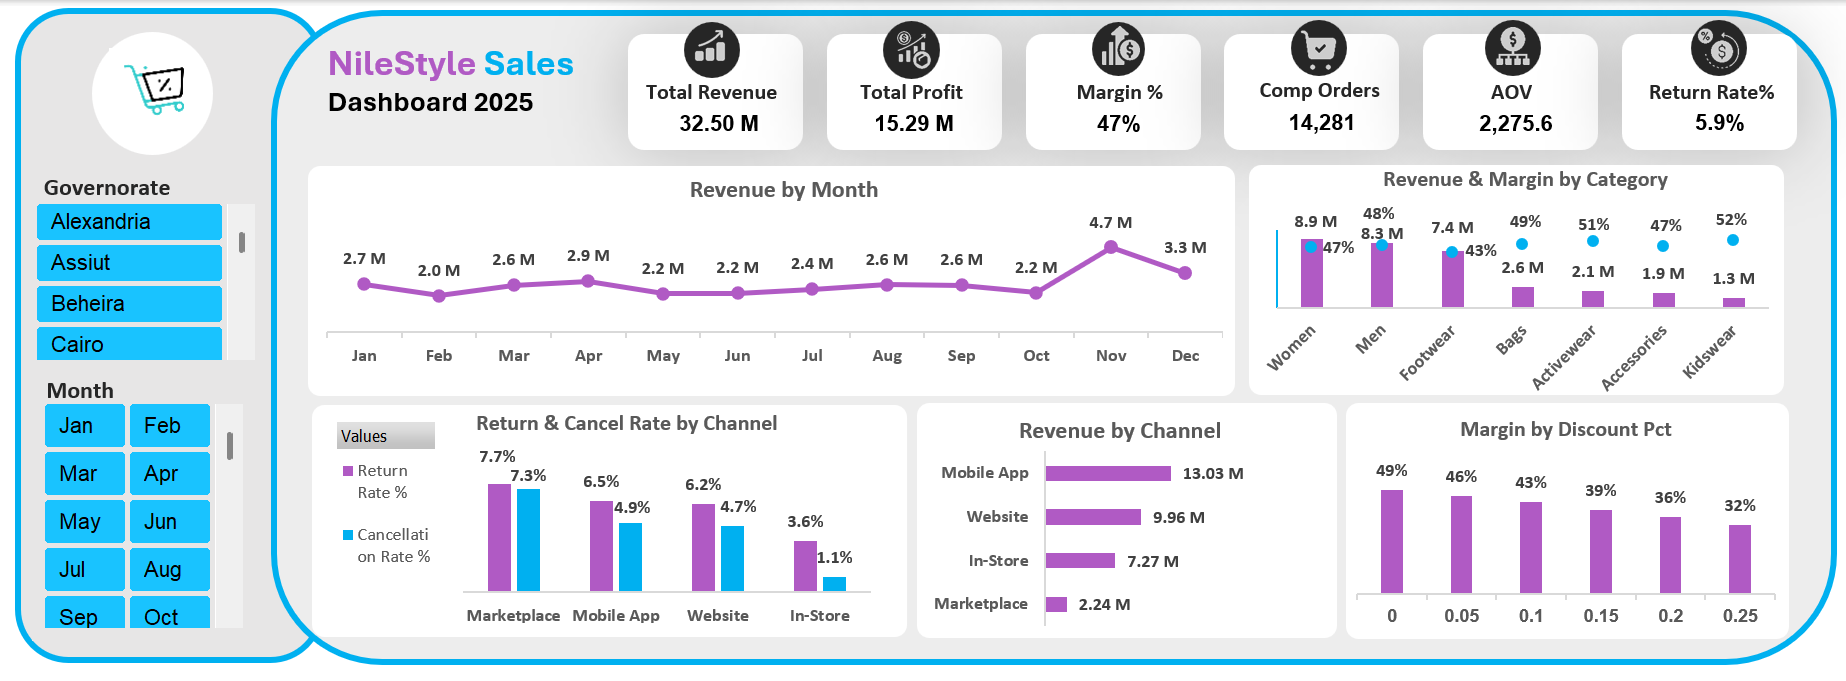 NileStyle Sales
Dashboard 2025
Total Revenue
32.50 M
Total Profit
15.29 M
Margin %
47%
Comp Orders
14,281
AOV
2,275.6
Return Rate%
5.9%
Governorate
Alexandria
Assiut
Beheira
Cairo
Month
Jan Feb
Mar Apr
May Jun
Jul Aug
Sep Oct
Revenue by Month
2.7 M 2.0 M 2.6 M 2.9 M 2.2 M 2.2 M 2.4 M 2.6 M 2.6 M 2.2 M 4.7 M 3.3 M
Jan Feb Mar Apr May Jun Jul Aug Sep Oct Nov Dec
Revenue & Margin by Category
8.9 M 8.3 M 7.4 M 2.6 M 2.1 M 1.9 M 1.3 M
47% 48% 43% 49% 51% 47% 52%
Women Men Footwear Bags Activewear Accessories Kidswear
Return & Cancel Rate by Channel
Values
Return
Rate %
Cancellati
on Rate %
7.7% 7.3% 6.5% 4.9% 6.2% 4.7% 3.6% 1.1%
Marketplace Mobile App Website In-Store
Revenue by Channel
Mobile App 13.03 M
Website 9.96 M
In-Store 7.27 M
Marketplace 2.24 M
Margin by Discount Pct
49% 46% 43% 39% 36% 32%
0 0.05 0.1 0.15 0.2 0.25